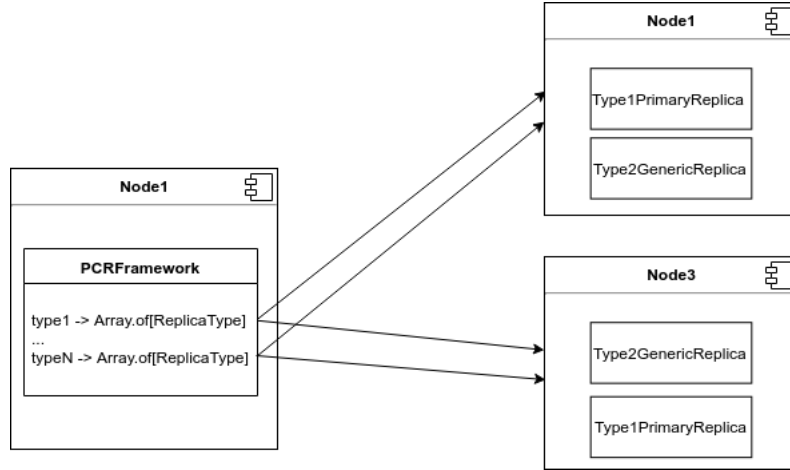 Node1
PCRFramework
type1 -> Array.of[ReplicaType]
...
typeN -> Array.of[ReplicaType]
Node1
Type1PrimaryReplica
Type2GenericReplica
Node3
Type2GenericReplica
Type1PrimaryReplica